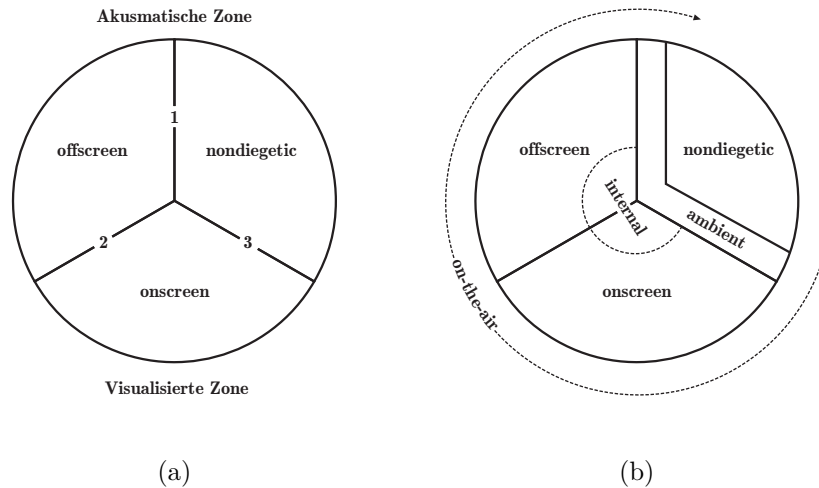 Akusmatische Zone
1
offscreen
nondiegetic
2
3
onscreen
Visualisierte Zone
(a)
offscreen
nondiegetic
internal
ambient
on-the-air
onscreen
(b)